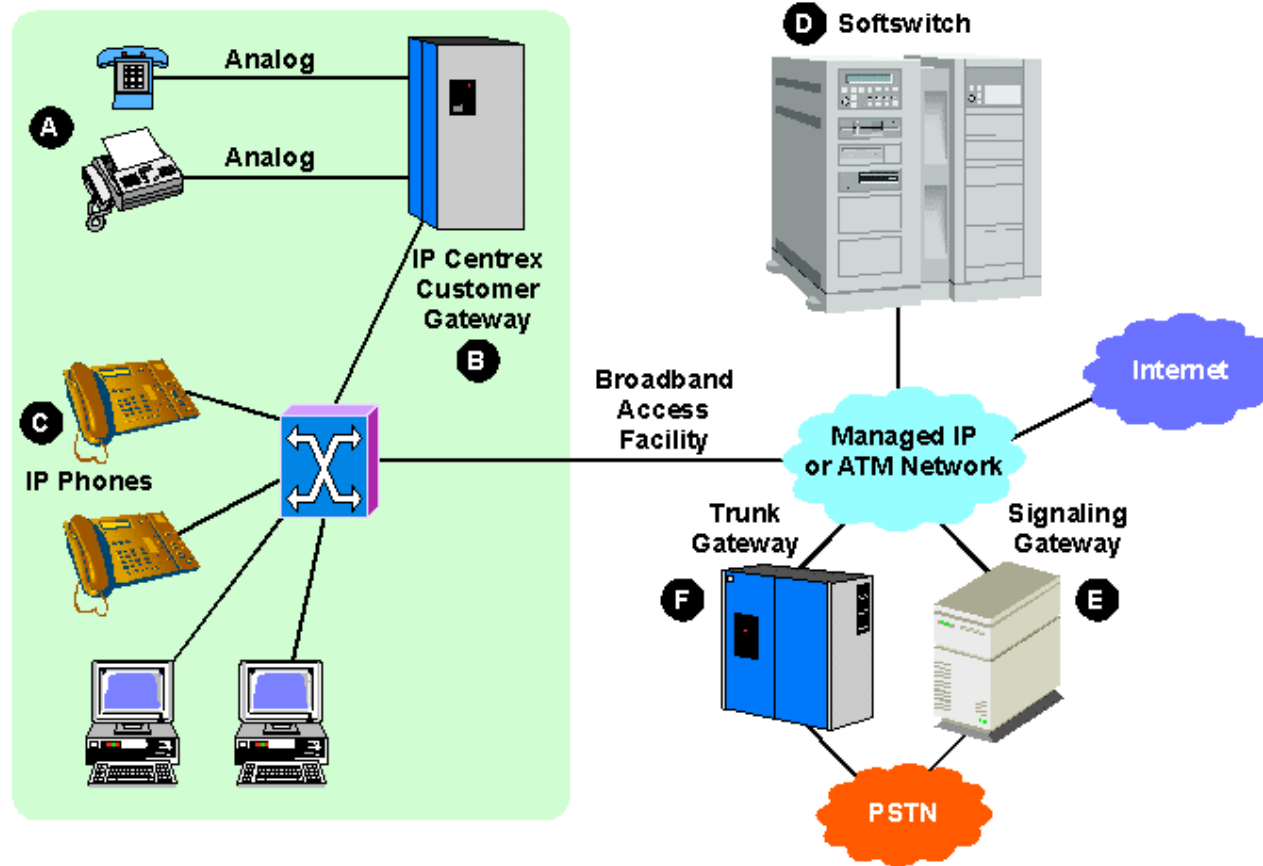 D Softswitch
Analog
A
Analog
IP Centrex
Customer
Gateway
B
C
IP Phones
Broadband
Access
Facility
Internet
Managed IP
or ATM Network
Trunk
Gateway
F
Signaling
Gateway
E
PSTN